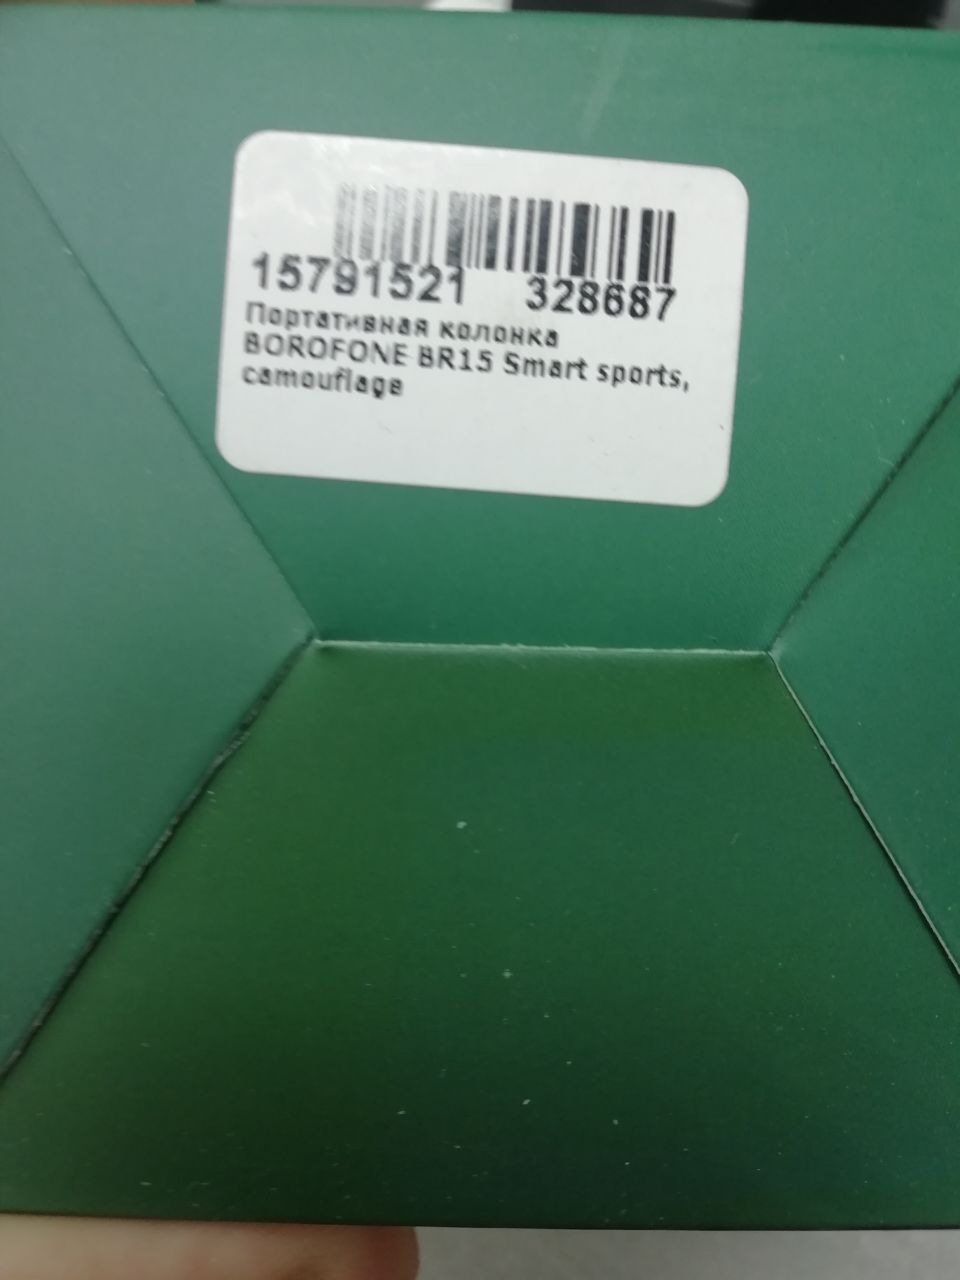 15791521 328687
Портативная колонка
BOROFONE BR15 Smart sports,
camouflage